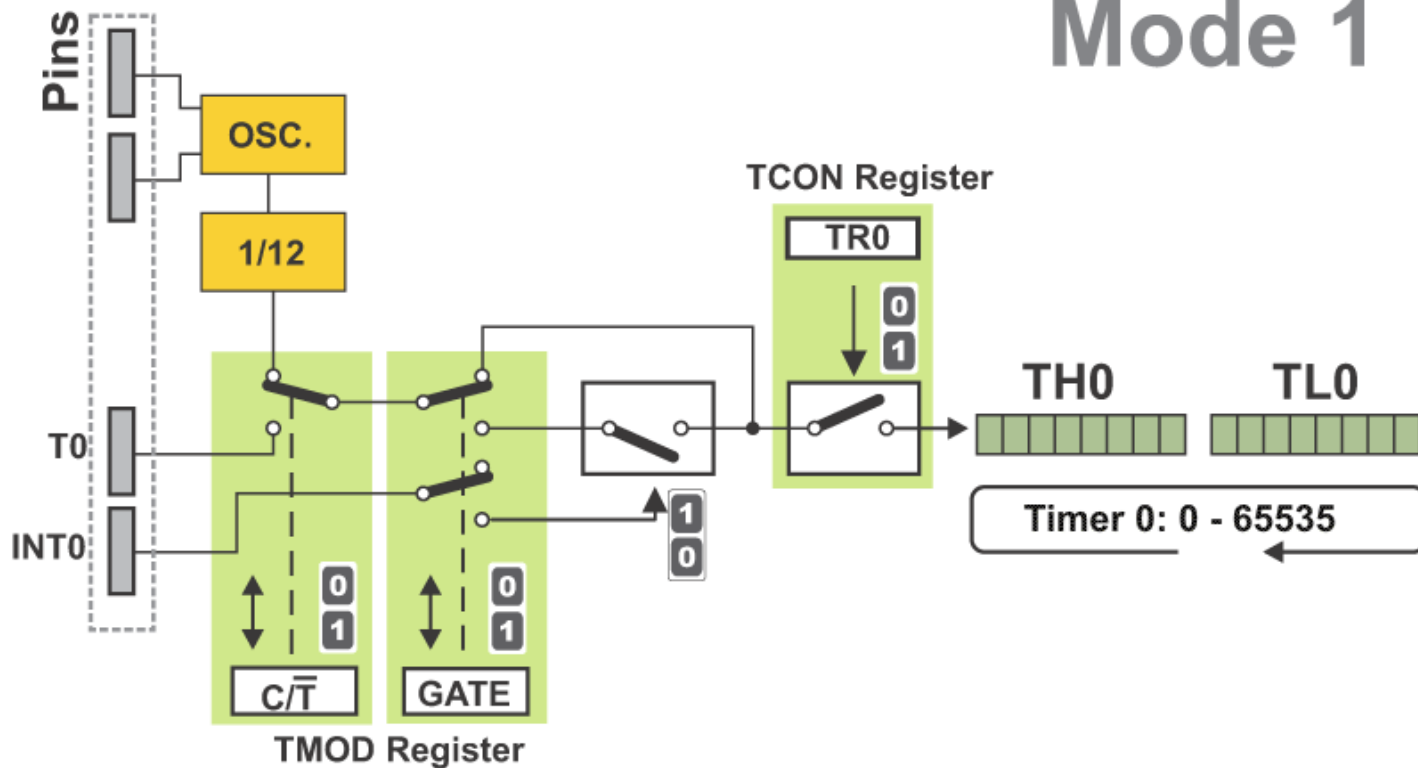 Mode 1
Pins
OSC.
1/12
TCON Register
TR0
0
1
TH0 TL0
T0
INT0
1
0
Timer 0: 0 - 65535
0
1
0
1
C/T̅
GATE
TMOD Register